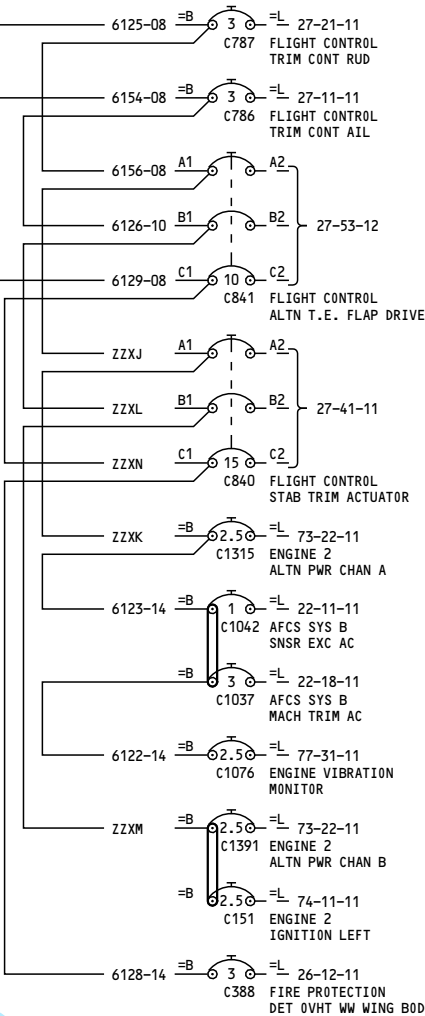 6125-08 =B 3 =L 27-21-11
C787 FLIGHT CONTROL
TRIM CONT RUD
6154-08 =B 3 =L 27-11-11
C786 FLIGHT CONTROL
TRIM CONT AIL
6156-08 A1 A2
6126-10 B1 B2 27-53-12
6129-08 C1 10 C2
C841 FLIGHT CONTROL
ALTN T.E. FLAP DRIVE
ZZXJ A1 A2
ZZXL B1 B2 27-41-11
ZZXN C1 15 C2
C840 FLIGHT CONTROL
STAB TRIM ACTUATOR
ZZXK =B 2.5 =L 73-22-11
C1315 ENGINE 2
ALTN PWR CHAN A
6123-14 =B 1 =L 22-11-11
C1042 AFCS SYS B
SNSR EXC AC
=B 3 =L 22-18-11
C1037 AFCS SYS B
MACH TRIM AC
6122-14 =B 2.5 =L 77-31-11
C1076 ENGINE VIBRATION
MONITOR
ZZXM =B 2.5 =L 73-22-11
C1391 ENGINE 2
ALTN PWR CHAN B
=B 2.5 =L 74-11-11
C151 ENGINE 2
IGNITION LEFT
6128-14 =B 3 =L 26-12-11
C388 FIRE PROTECTION
DET OVHT WW WING BOD